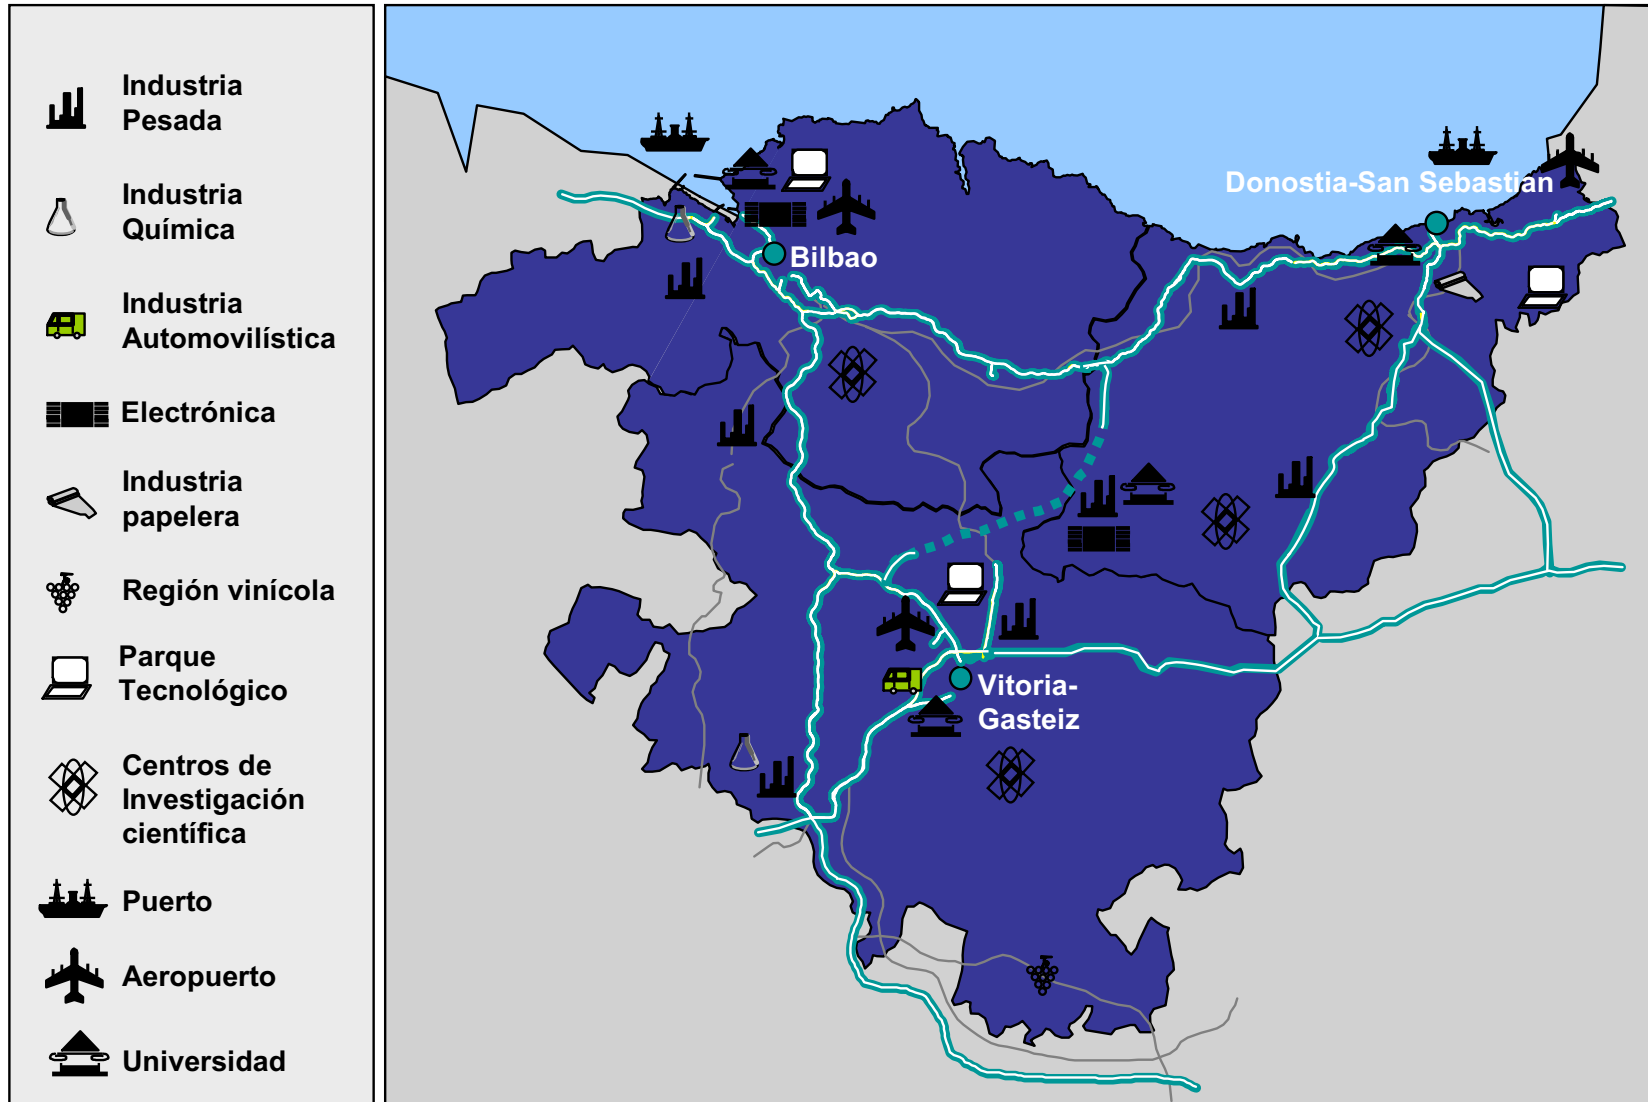 Industria
Pesada
Industria
Química
Industria
Automovilística
Electrónica
Industria
papelera
Región vinícola
Parque
Tecnológico
Centros de
Investigación
científica
Puerto
Aeropuerto
Universidad
Donostia-San Sebastián
Bilbao
Vitoria-
Gasteiz